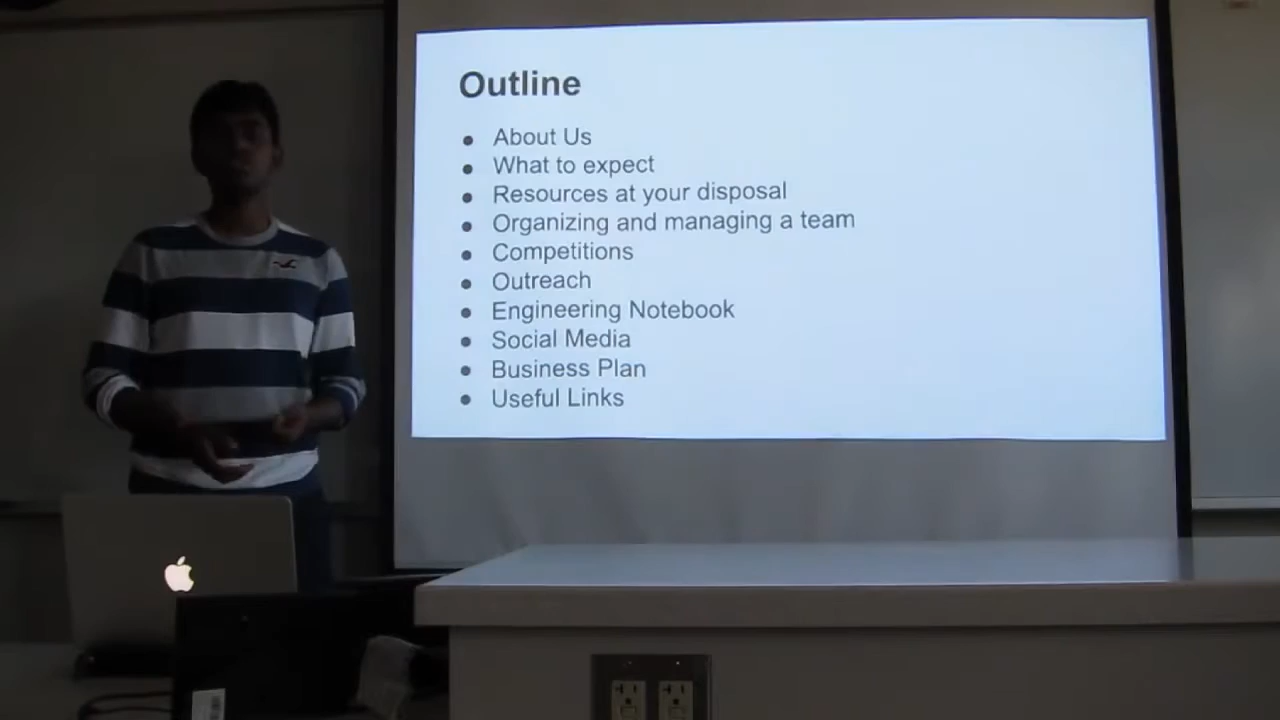 Outline
● About Us
● What to expect
● Resources at your disposal
● Organizing and managing a team
● Competitions
● Outreach
● Engineering Notebook
● Social Media
● Business Plan
● Useful Links